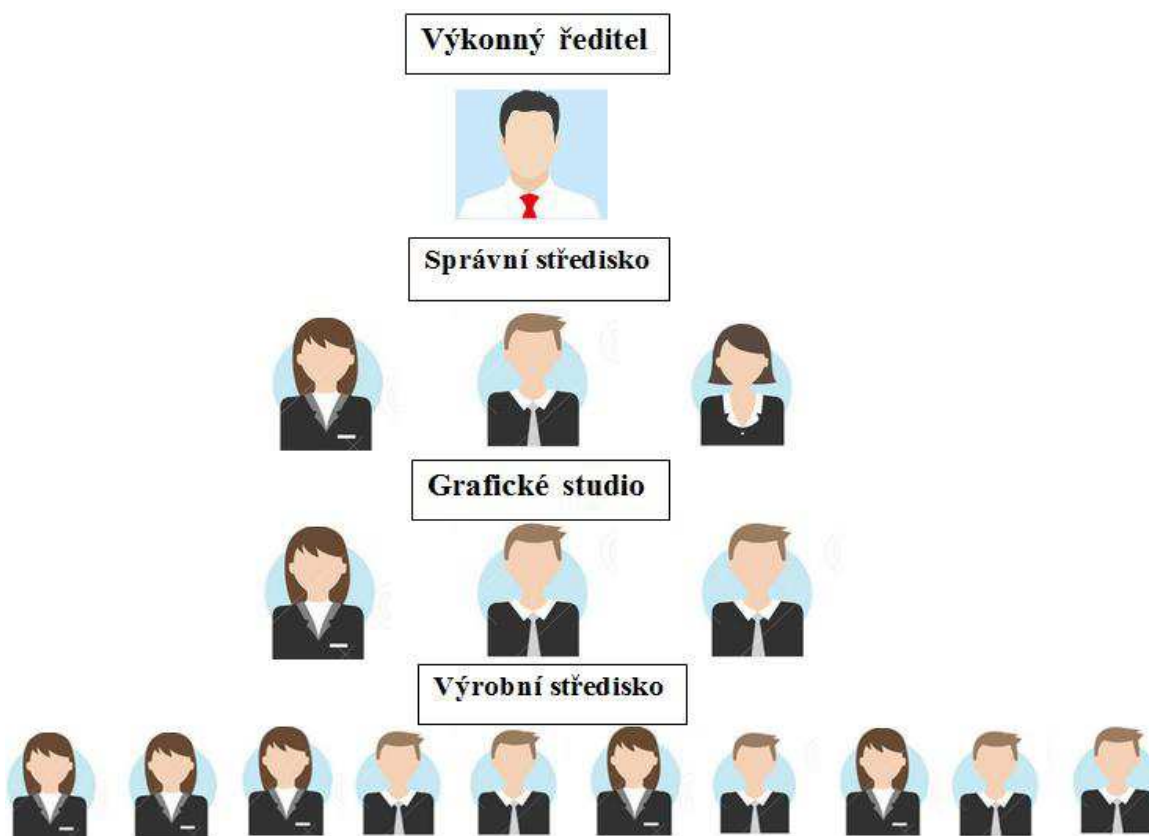 Výkonný ředitel
Správní středisko
Grafické studio
Výrobní středisko